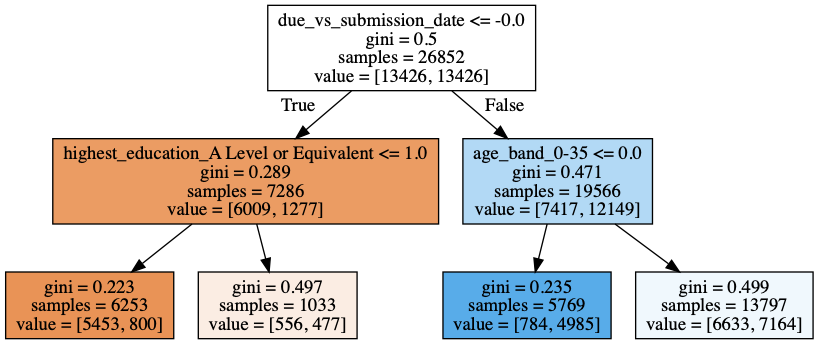 due_vs_submission_date <= -0.0
gini = 0.5
samples = 26852
value = [13426, 13426]
True
False
highest_education_A Level or Equivalent <= 1.0
gini = 0.289
samples = 7286
value = [6009, 1277]
age_band_0-35 <= 0.0
gini = 0.471
samples = 19566
value = [7417, 12149]
gini = 0.223
samples = 6253
value = [5453, 800]
gini = 0.497
samples = 1033
value = [556, 477]
gini = 0.235
samples = 5769
value = [784, 4985]
gini = 0.499
samples = 13797
value = [6633, 7164]